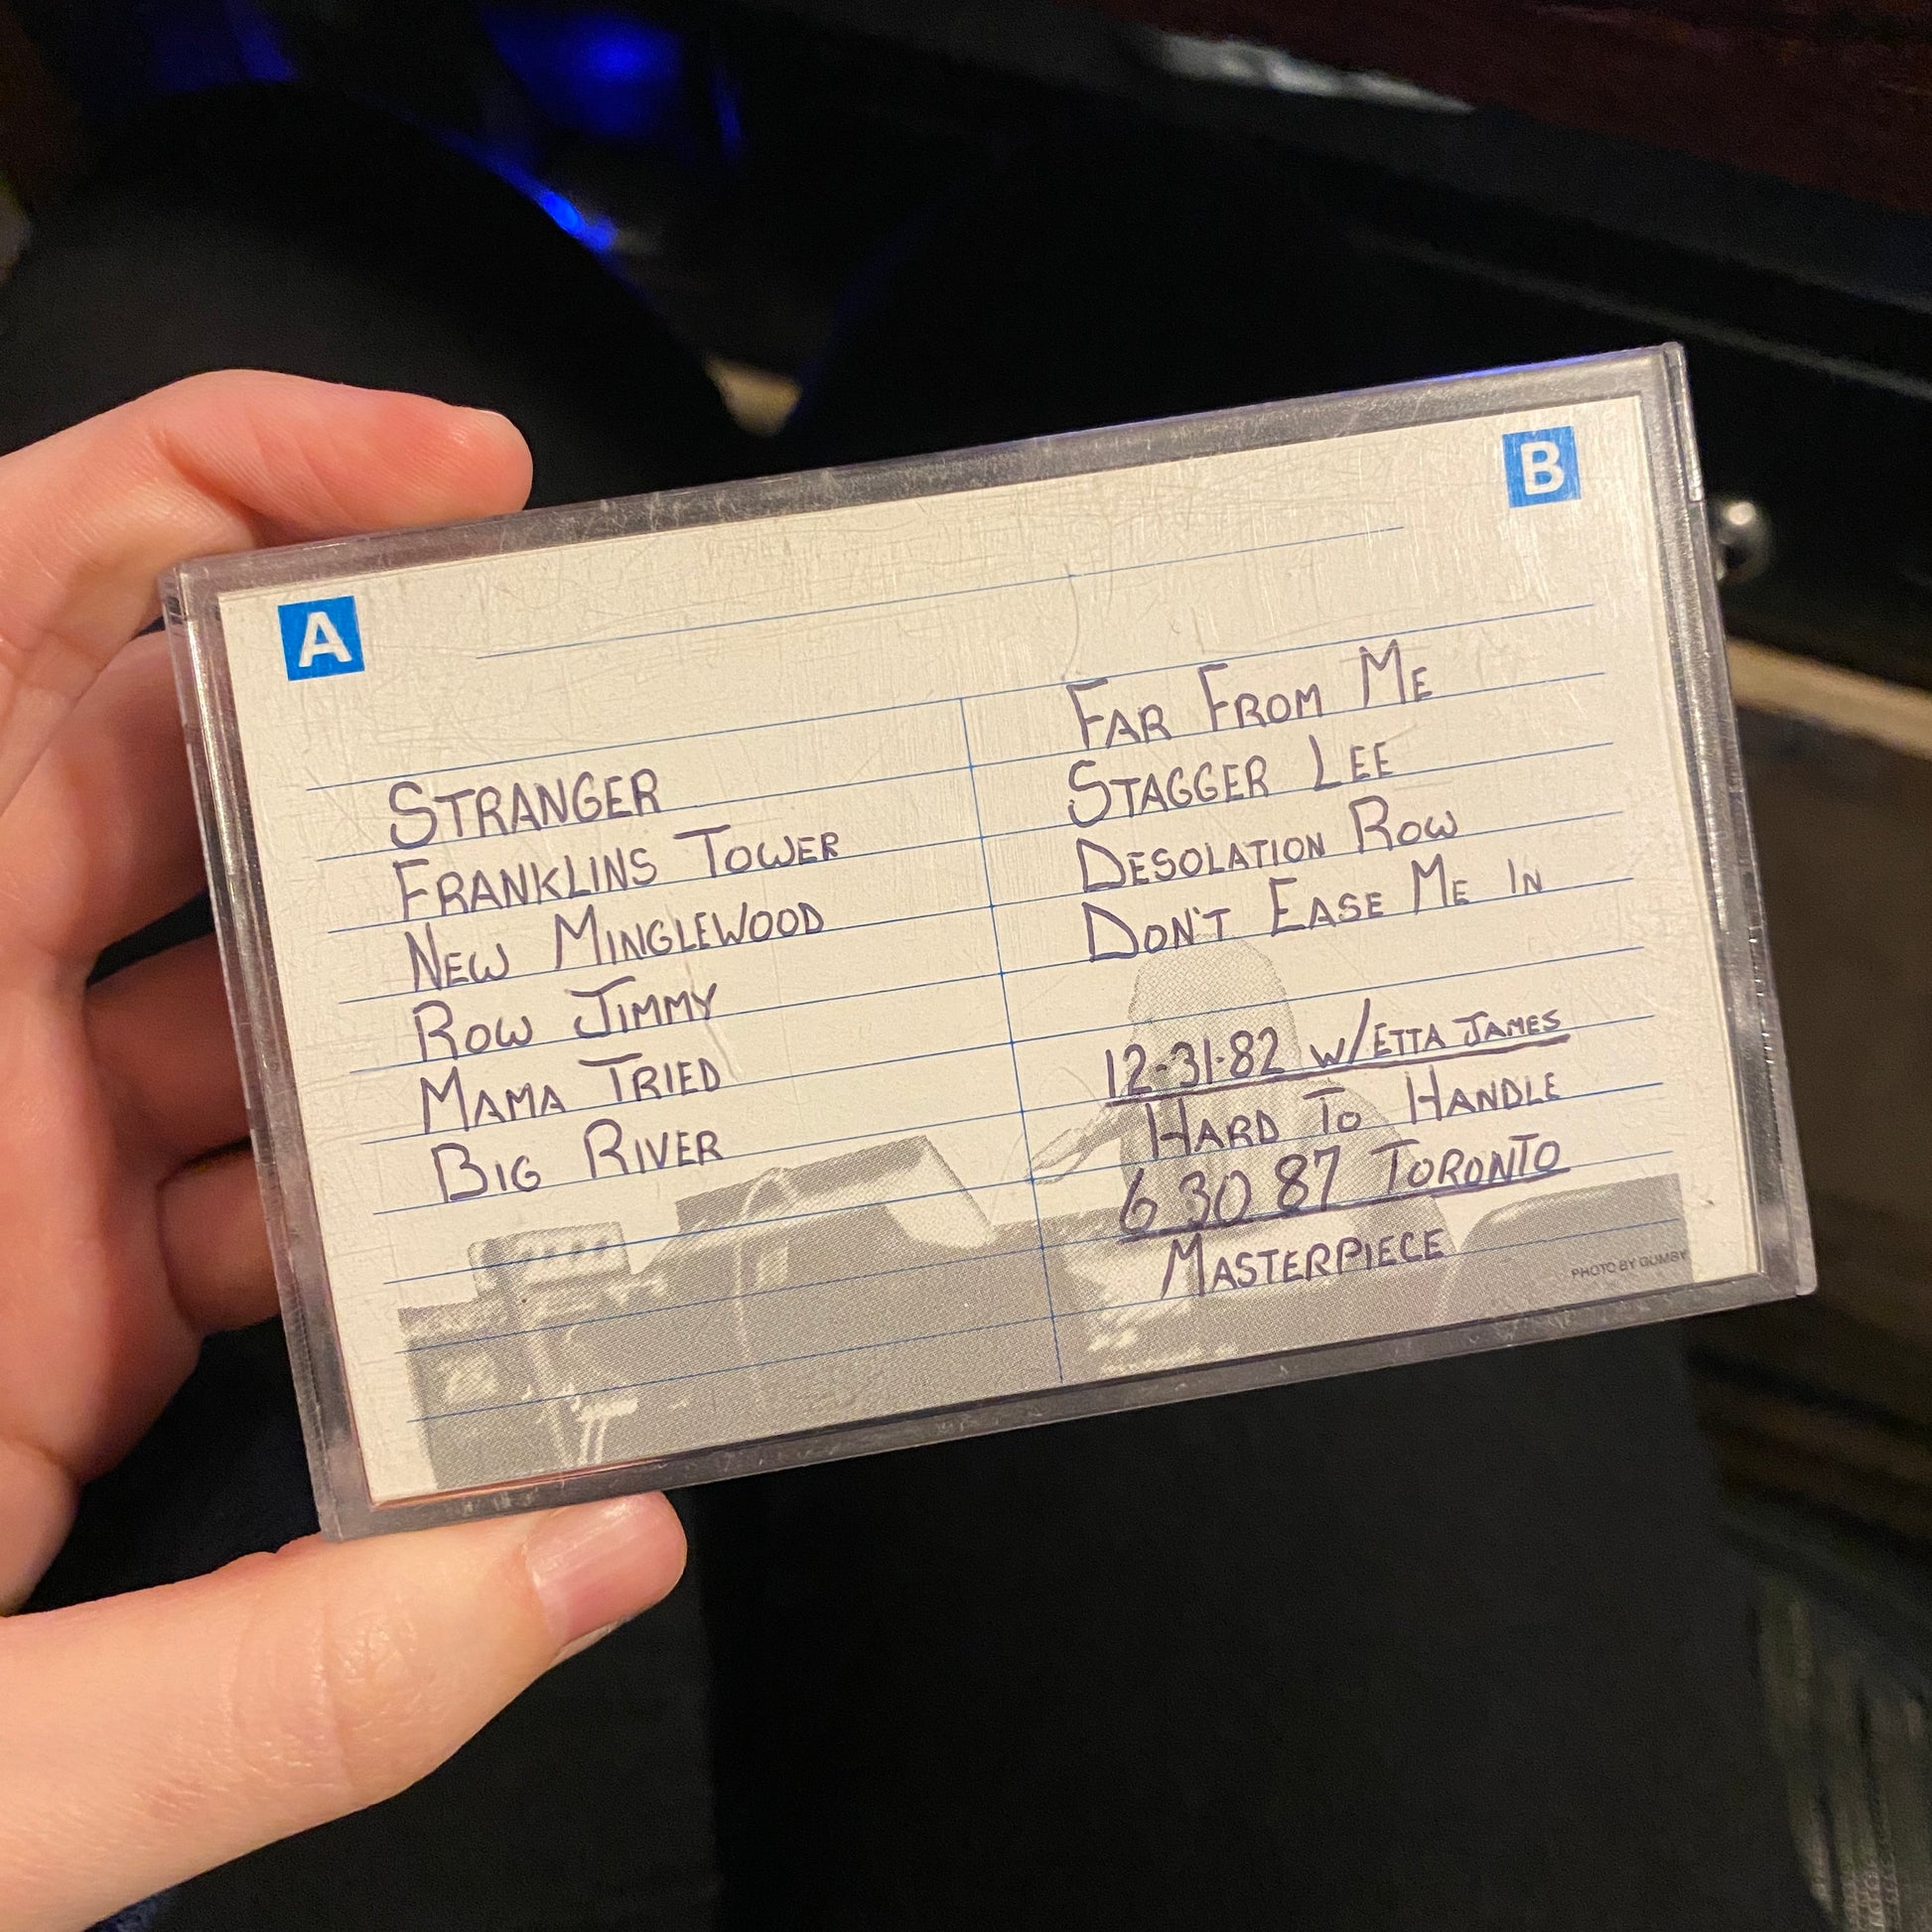 A
STRANGER
FRANKLINS TOWER
NEW MINGLEWOOD
ROW JIMMY
MAMA TRIED
BIG RIVER
B
FAR FROM ME
STAGGER LEE
DESOLATION ROW
DON'T EASE ME IN
12-31-82 W/ETTA JAMES
HARD TO HANDLE
6 30 87 TORONTO
MASTERPIECE
PHOTO BY GUMBY